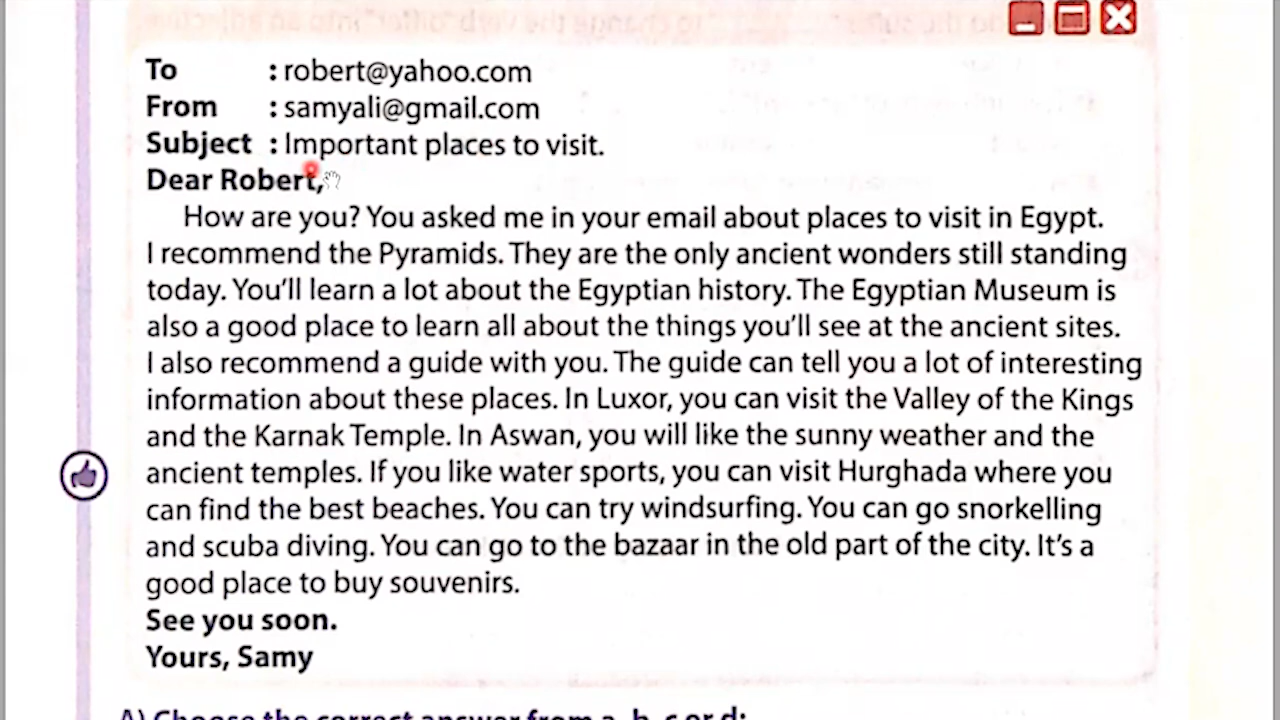 To : robert@yahoo.com
From : samyali@gmail.com
Subject : Important places to visit.
Dear Robert,
How are you? You asked me in your email about places to visit in Egypt.
I recommend the Pyramids. They are the only ancient wonders still standing
today. You'll learn a lot about the Egyptian history. The Egyptian Museum is
also a good place to learn all about the things you'll see at the ancient sites.
I also recommend a guide with you. The guide can tell you a lot of interesting
information about these places. In Luxor, you can visit the Valley of the Kings
and the Karnak Temple. In Aswan, you will like the sunny weather and the
ancient temples. If you like water sports, you can visit Hurghada where you
can find the best beaches. You can try windsurfing. You can go snorkelling
and scuba diving. You can go to the bazaar in the old part of the city. It's a
good place to buy souvenirs.
See you soon.
Yours, Samy
A) Choose the correct answer from a, b, c or d: